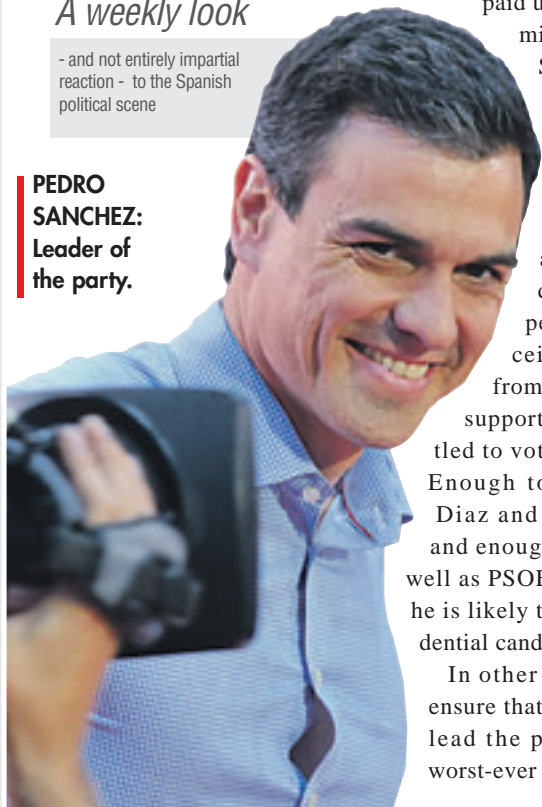 A weekly look
- and not entirely impartial
reaction - to the Spanish
political scene
PEDRO
SANCHEZ:
Leader of
the party.
paid u
mi
S
a
pe
cei
from
support
tled to vot
Enough to
Diaz and
and enoug
well as PSOE
he is likely t
dential cand
In other
ensure that
lead the p
worst-ever